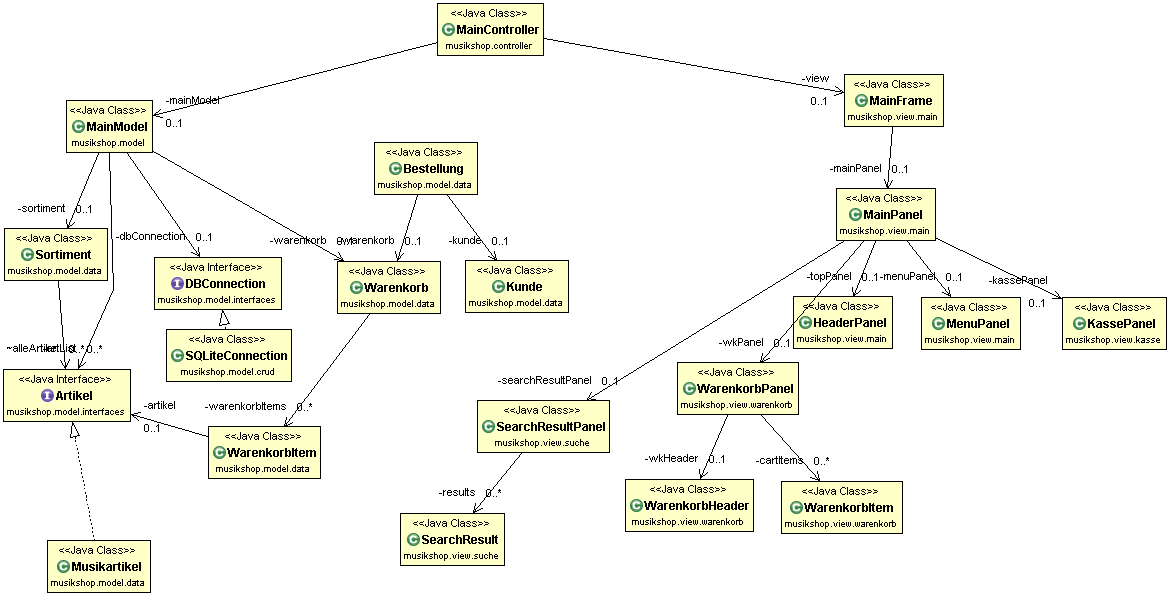 <<Java Class>>
MainController
musikshop.controller
-mainModel
0..1
-view
0..1
<<Java Class>>
MainFrame
musikshop.view.main
<<Java Class>>
MainModel
musikshop.model
<<Java Class>>
Bestellung
musikshop.model.data
-mainPanel 0..1
<<Java Class>>
MainPanel
musikshop.view.main
-sortiment 0..1
-dbConnection 0..1
-warenkorb 0..1
-warenkorb 0..1
-kunde 0..1
<<Java Class>>
Sortiment
musikshop.model.data
<<Java Interface>>
DBConnection
musikshop.model.interfaces
<<Java Class>>
Warenkorb
musikshop.model.data
<<Java Class>>
Kunde
musikshop.model.data
-topPanel 0..1
-menuPanel 0..1
-kassePanel
0..1
<<Java Class>>
HeaderPanel
musikshop.view.main
<<Java Class>>
MenuPanel
musikshop.view.main
<<Java Class>>
KassePanel
musikshop.view.kasse
<<Java Class>>
SQLiteConnection
musikshop.model.crud
~alleArtikel
0..*
<<Java Interface>>
Artikel
musikshop.model.interfaces
-artikel
0..1
-warenkorbItems 0..*
<<Java Class>>
WarenkorbItem
musikshop.model.data
-searchResultPanel 0..1
-wkPanel 0..1
<<Java Class>>
WarenkorbPanel
musikshop.view.warenkorb
<<Java Class>>
SearchResultPanel
musikshop.view.suche
-wkHeader 0..1
-cartItems 0..*
<<Java Class>>
WarenkorbHeader
musikshop.view.warenkorb
<<Java Class>>
WarenkorbItem
musikshop.view.warenkorb
-results 0..*
<<Java Class>>
SearchResult
musikshop.view.suche
<<Java Class>>
Musikartikel
musikshop.model.data